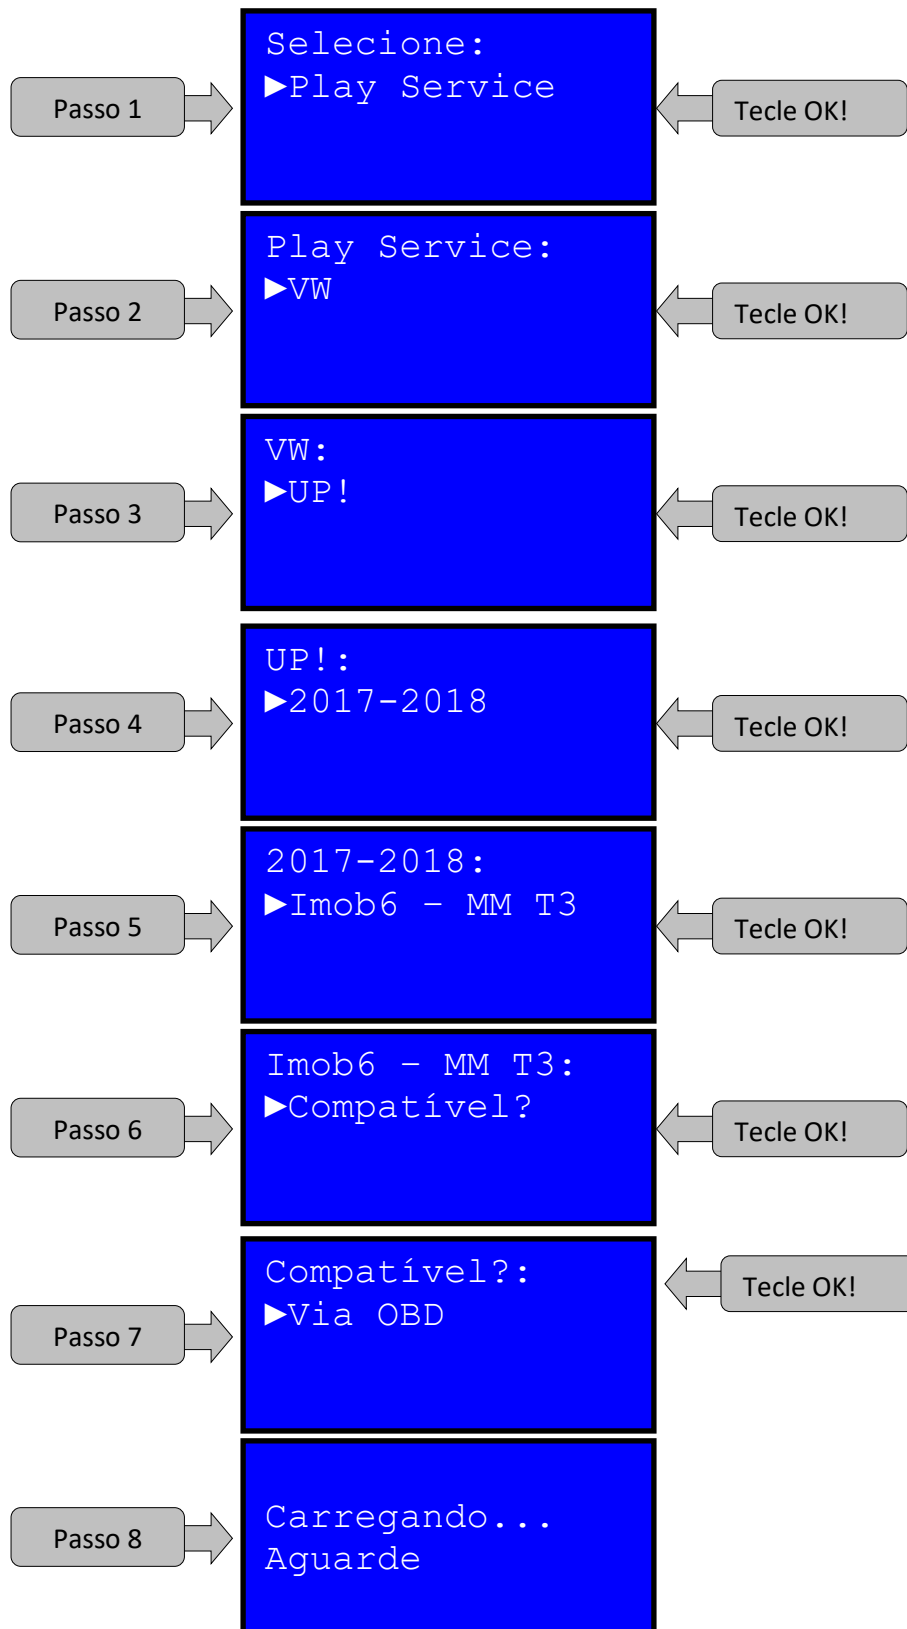 Passo 1
Selecione:
►Play Service
Tecle OK!
Passo 2
Play Service:
►VW
Tecle OK!
Passo 3
VW:
►UP!
Tecle OK!
Passo 4
UP!:
►2017-2018
Tecle OK!
Passo 5
2017-2018:
►Imob6 – MM T3
Tecle OK!
Passo 6
Imob6 – MM T3:
►Compatível?
Tecle OK!
Passo 7
Compatível?:
►Via OBD
Tecle OK!
Passo 8
Carregando...
Aguarde